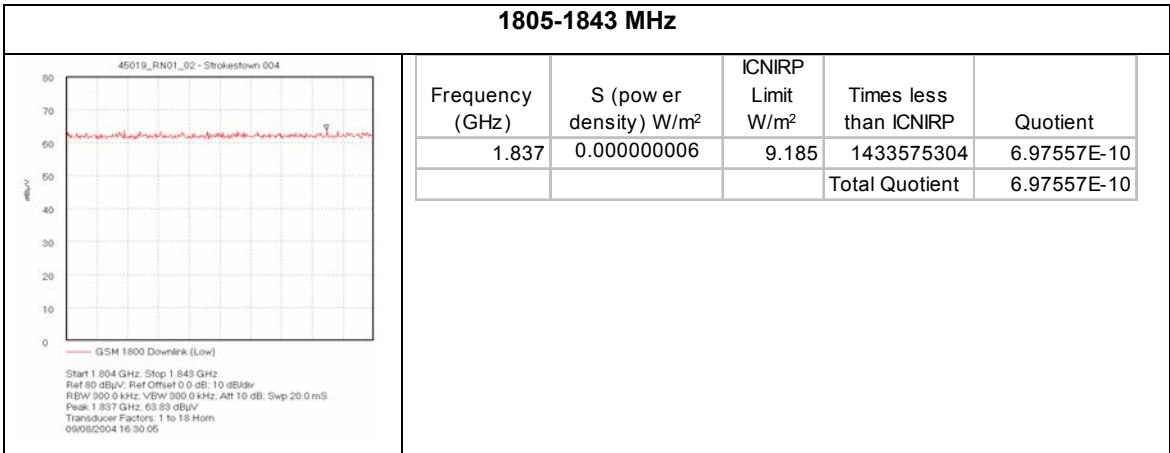 1805-1843 MHz
45019_RN01_02 - Strokestown 004
80
70
60
50
40
30
20
10
0
dBµV
GSM 1800 Downlink (Low)
Start 1.804 GHz; Stop 1.843 GHz
Ref 80 dBµV; Ref Offset 0.0 dB; 10 dB/div
RBW 300.0 kHz; VBW 300.0 kHz; Att 10 dB; Swp 20.0 mS
Peak 1.837 GHz, 63.83 dBµV
Transducer Factors: 1 to 18 Horn
09/08/2004 16:30:05
Frequency (GHz) S (pow er density) W/m² ICNIRP Limit W/m² Times less than ICNIRP Quotient
1.837 0.000000006 9.185 1433575304 6.97557E-10
Total Quotient 6.97557E-10